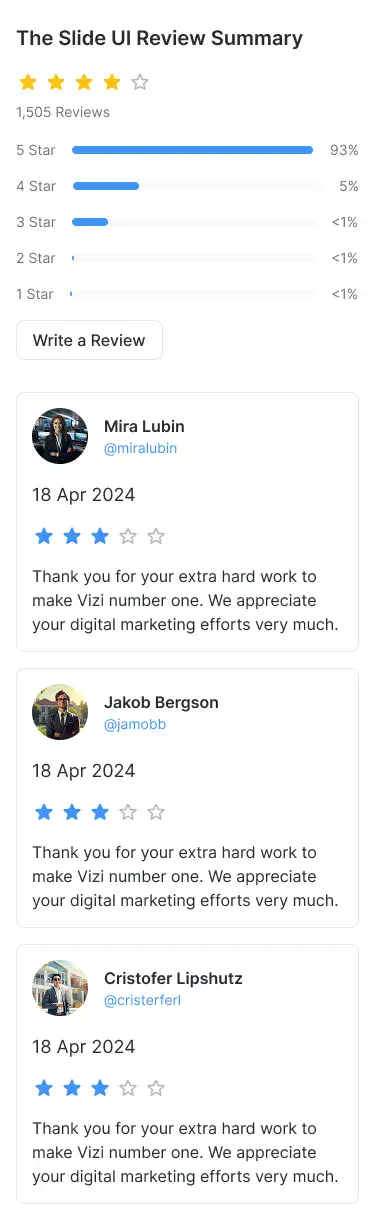 The Slide UI Review Summary
1,505 Reviews
5 Star 93%
4 Star 5%
3 Star <1%
2 Star <1%
1 Star <1%
Write a Review
Mira Lubin
@miralubin
18 Apr 2024
Thank you for your extra hard work to
make Vizi number one. We appreciate
your digital marketing efforts very much.
Jakob Bergson
@jamobb
18 Apr 2024
Thank you for your extra hard work to
make Vizi number one. We appreciate
your digital marketing efforts very much.
Cristofer Lipshutz
@cristerferl
18 Apr 2024
Thank you for your extra hard work to
make Vizi number one. We appreciate
your digital marketing efforts very much.